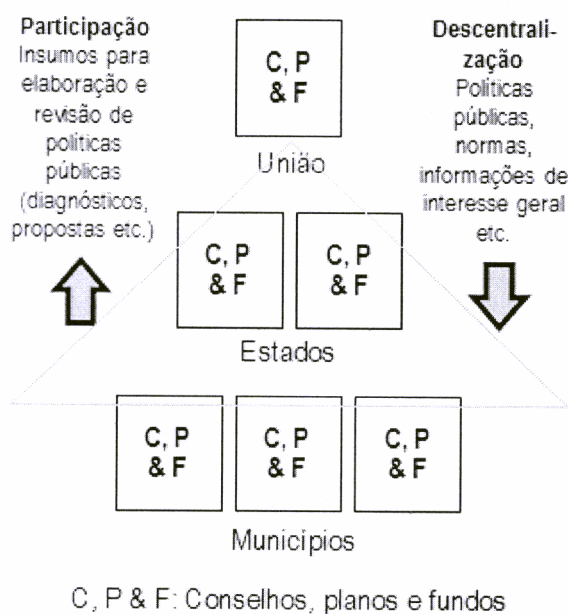 Participação
Insumos para
elaboração e
revisão de
políticas
públicas
(diagnósticos,
propostas etc.)
C, P
& F
União
Descentrali-
zação
Políticas
públicas,
normas,
informações de
interesse geral
etc.
C, P
& F
C, P
& F
Estados
C, P
& F
C, P
& F
C, P
& F
Municípios
C, P & F: Conselhos, planos e fundos